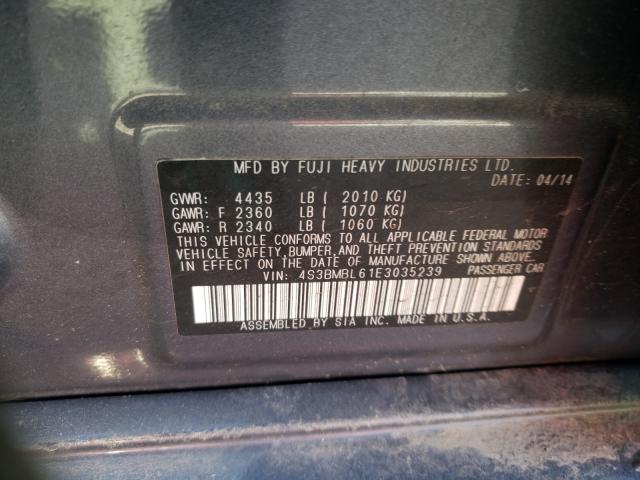 MFD BY FUJI HEAVY INDUSTRIES LTD.
DATE: 04/14
GVWR: 4435 LB ( 2010 KG)
GAWR: F 2360 LB ( 1070 KG)
GAWR: R 2340 LB ( 1060 KG)
THIS VEHICLE CONFORMS TO ALL APPLICABLE FEDERAL MOTOR
VEHICLE SAFETY, BUMPER, AND THEFT PREVENTION STANDARDS
IN EFFECT ON THE DATE OF MANUFACTURE SHOWN ABOVE.
VIN: 4S3BMBL61E3035239 PASSENGER CAR
ASSEMBLED BY SIA INC. MADE IN U.S.A.